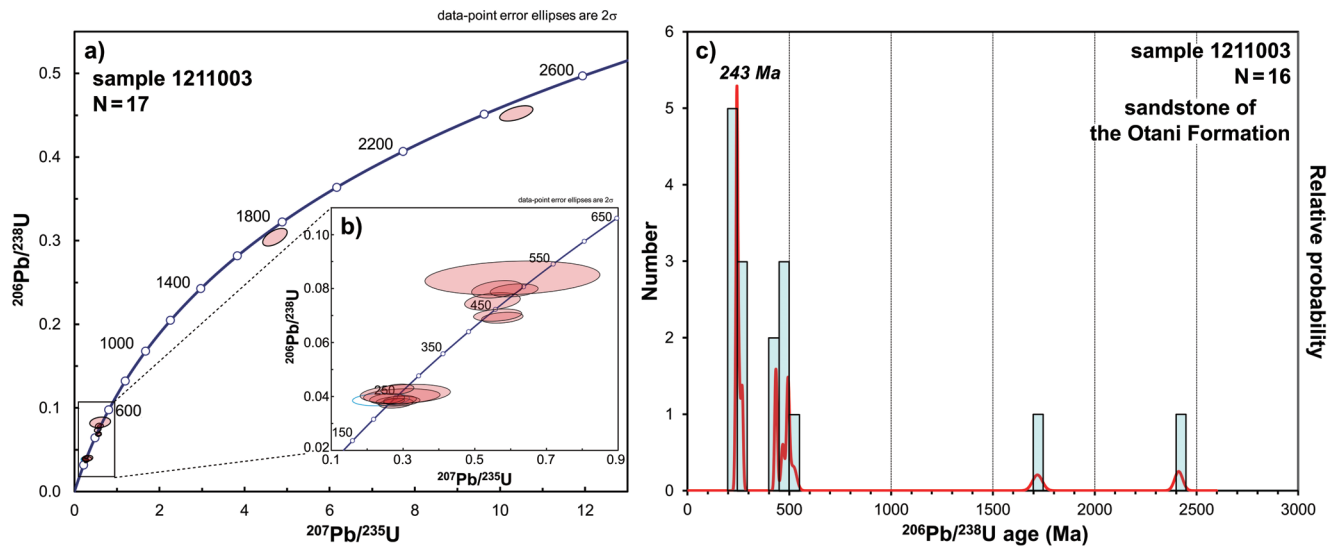 data-point error ellipses are 2σ
a)
sample 1211003
N = 17
0.5
0.4
0.3
0.2
0.1
0.0
206Pb/238U
2600
2200
1800
1400
1000
600
0
2
4
6
8
10
12
207Pb/235U
data-point error ellipses are 2σ
b)
0.10
0.08
0.06
0.04
0.02
206Pb/238U
650
550
450
350
250
150
0.1
0.3
0.5
0.7
0.9
207Pb/235U
c)
243 Ma
sample 1211003
N = 16
sandstone of
the Otani Formation
6
5
4
3
2
1
0
Number
Relative probability
0
500
1000
1500
2000
2500
3000
206Pb/238U age (Ma)